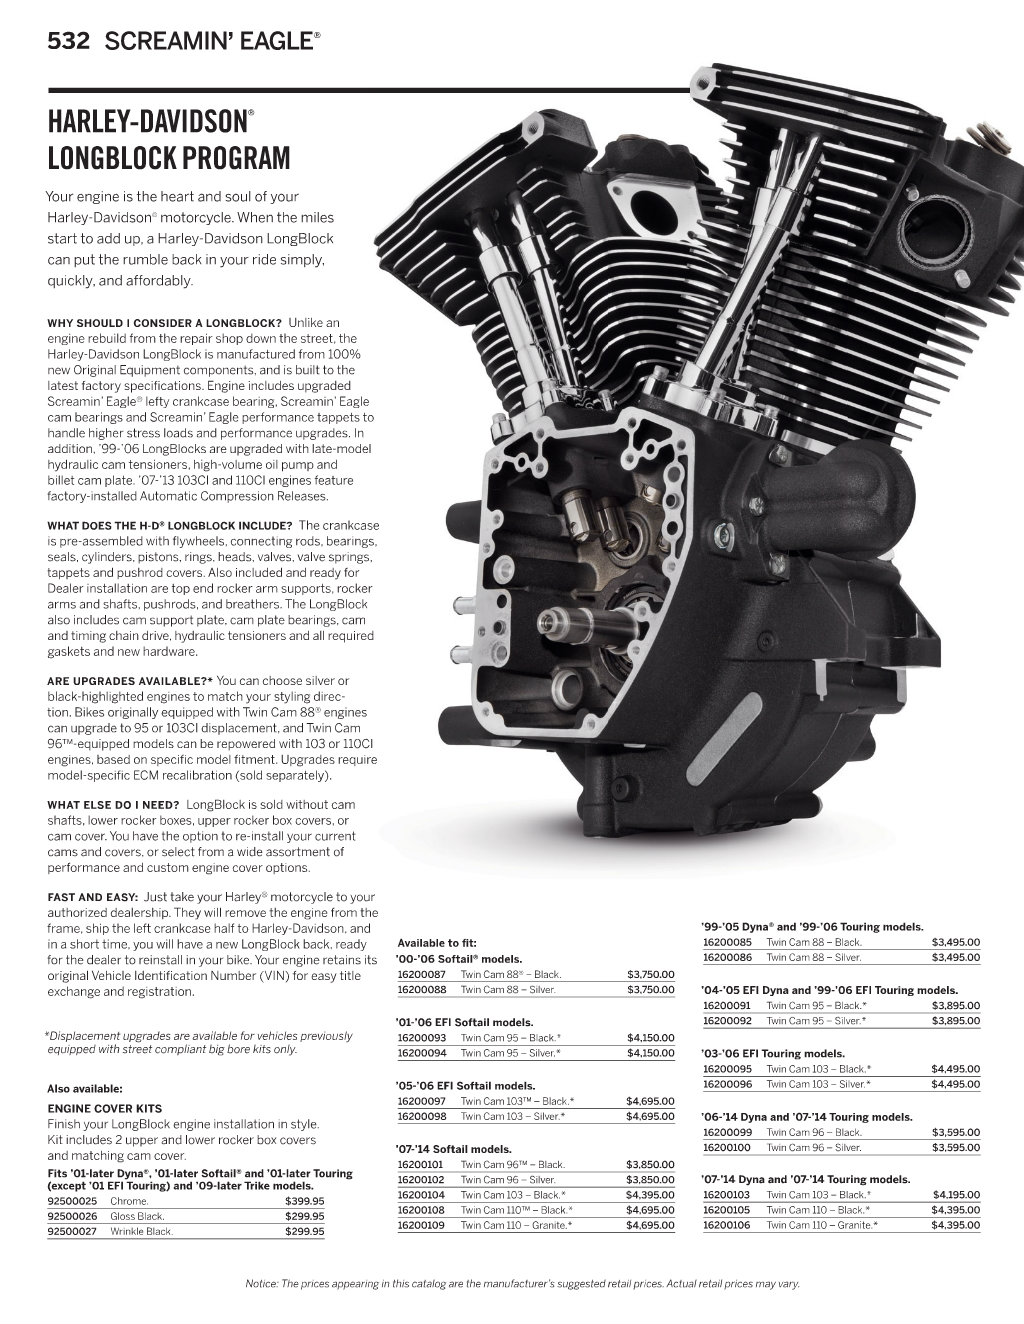 532 SCREAMIN’ EAGLE®
HARLEY-DAVIDSON®
LONGBLOCK PROGRAM
Your engine is the heart and soul of your
Harley-Davidson® motorcycle. When the miles
start to add up, a Harley-Davidson LongBlock
can put the rumble back in your ride simply,
quickly, and affordably.
WHY SHOULD I CONSIDER A LONGBLOCK? Unlike an
engine rebuild from the repair shop down the street, the
Harley-Davidson LongBlock is manufactured from 100%
new Original Equipment components, and is built to the
latest factory specifications. Engine includes upgraded
Screamin’ Eagle® lefty crankcase bearing, Screamin’ Eagle
cam bearings and Screamin’ Eagle performance tappets to
handle higher stress loads and performance upgrades. In
addition, ’99-’06 LongBlocks are upgraded with late-model
hydraulic cam tensioners, high-volume oil pump and
billet cam plate. ’07-’13 103CI and 110CI engines feature
factory-installed Automatic Compression Releases.
WHAT DOES THE H-D® LONGBLOCK INCLUDE? The crankcase
is pre-assembled with flywheels, connecting rods, bearings,
seals, cylinders, pistons, rings, heads, valves, valve springs,
tappets and pushrod covers. Also included and ready for
Dealer installation are top end rocker arm supports, rocker
arms and shafts, pushrods, and breathers. The LongBlock
also includes cam support plate, cam plate bearings, cam
and timing chain drive, hydraulic tensioners and all required
gaskets and new hardware.
ARE UPGRADES AVAILABLE?* You can choose silver or
black-highlighted engines to match your styling direc-
tion. Bikes originally equipped with Twin Cam 88® engines
can upgrade to 95 or 103CI displacement, and Twin Cam
96™-equipped models can be repowered with 103 or 110CI
engines, based on specific model fitment. Upgrades require
model-specific ECM recalibration (sold separately).
WHAT ELSE DO I NEED? LongBlock is sold without cam
shafts, lower rocker boxes, upper rocker box covers, or
cam cover. You have the option to re-install your current
cams and covers, or select from a wide assortment of
performance and custom engine cover options.
FAST AND EASY: Just take your Harley® motorcycle to your
authorized dealership. They will remove the engine from the
frame, ship the left crankcase half to Harley-Davidson, and
in a short time, you will have a new LongBlock back, ready
for the dealer to reinstall in your bike. Your engine retains its
original Vehicle Identification Number (VIN) for easy title
exchange and registration.
*Displacement upgrades are available for vehicles previously
equipped with street compliant big bore kits only.
Also available:
ENGINE COVER KITS
Finish your LongBlock engine installation in style.
Kit includes 2 upper and lower rocker box covers
and matching cam cover.
Fits ’01-later Dyna®, ’01-later Softail® and ’01-later Touring
(except ’01 EFI Touring) and ’09-later Trike models.
92500025 Chrome. $399.95
92500026 Gloss Black. $299.95
92500027 Wrinkle Black. $299.95
Available to fit:
’00-’06 Softail® models.
16200087 Twin Cam 88® – Black. $3,750.00
16200088 Twin Cam 88 – Silver. $3,750.00
’01-’06 EFI Softail models.
16200093 Twin Cam 95 – Black.* $4,150.00
16200094 Twin Cam 95 – Silver.* $4,150.00
’05-’06 EFI Softail models.
16200097 Twin Cam 103™ – Black.* $4,695.00
16200098 Twin Cam 103 – Silver.* $4,695.00
’07-’14 Softail models.
16200101 Twin Cam 96™ – Black. $3,850.00
16200102 Twin Cam 96 – Silver. $3,850.00
16200104 Twin Cam 103 – Black.* $4,395.00
16200108 Twin Cam 110™ – Black.* $4,695.00
16200109 Twin Cam 110 – Granite.* $4,695.00
’99-’05 Dyna® and ’99-’06 Touring models.
16200085 Twin Cam 88 – Black. $3,495.00
16200086 Twin Cam 88 – Silver. $3,495.00
’04-’05 EFI Dyna and ’99-’06 EFI Touring models.
16200091 Twin Cam 95 – Black.* $3,895.00
16200092 Twin Cam 95 – Silver.* $3,895.00
’03-’06 EFI Touring models.
16200095 Twin Cam 103 – Black.* $4,495.00
16200096 Twin Cam 103 – Silver.* $4,495.00
’06-’14 Dyna and ’07-’14 Touring models.
16200099 Twin Cam 96 – Black. $3,595.00
16200100 Twin Cam 96 – Silver. $3,595.00
’07-’14 Dyna and ’07-’14 Touring models.
16200103 Twin Cam 103 – Black.* $4,195.00
16200105 Twin Cam 110 – Black.* $4,395.00
16200106 Twin Cam 110 – Granite.* $4,395.00
Notice: The prices appearing in this catalog are the manufacturer’s suggested retail prices. Actual retail prices may vary.